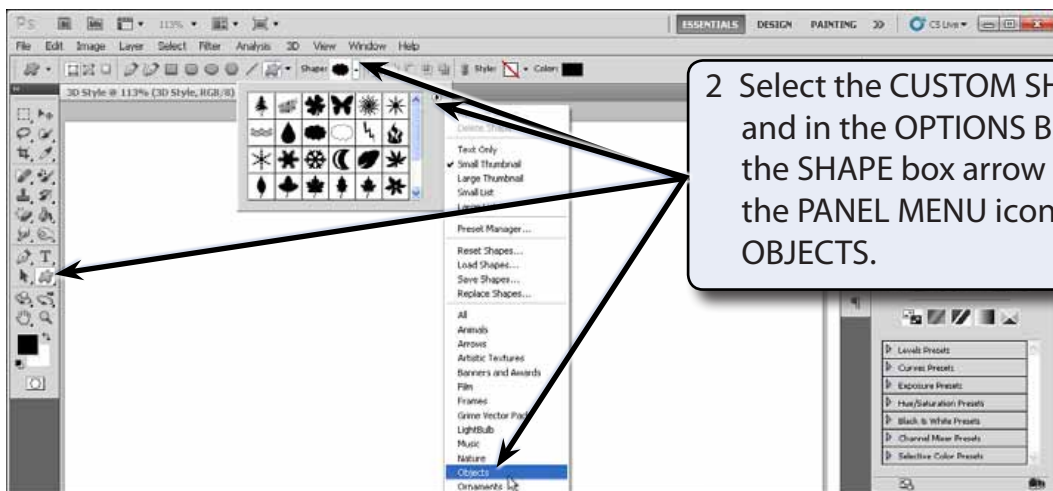 Ps 113%
ESSENTIALS DESIGN PAINTING CS Live
File Edit Image Layer Select Filter Analysis 3D View Window Help
Shape: Style: Color:
3D Style @ 113% (3D Style, RGB/8)
2 Select the CUSTOM SH
and in the OPTIONS B
the SHAPE box arrow
the PANEL MENU icon
OBJECTS.
Text Only
Small Thumbnail
Large Thumbnail
Small List
Preset Manager...
Reset Shapes...
Load Shapes...
Save Shapes...
Replace Shapes...
All
Animals
Arrows
Artistic Textures
Banners and Awards
Film
Frames
Grime Vector Pack
LightBulb
Music
Nature
Objects
Ornaments
Levels Presets
Curves Presets
Exposure Presets
Hue/Saturation Presets
Black & White Presets
Channel Mixer Presets
Selective Color Presets